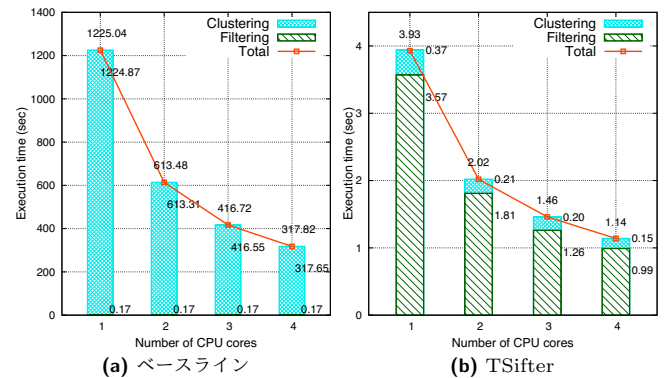 1400
1200
1000
800
600
400
200
0
Execution time (sec)
1225.04
1224.87
613.48
613.31
416.72
416.55
317.82
317.65
0.17
0.17
0.17
0.17
Clustering
Filtering
Total
1 2 3 4
Number of CPU cores
(a) ベースライン
4
3
2
1
0
Execution time (sec)
3.93
0.37
3.57
2.02
0.21
1.81
1.46
0.20
1.26
1.14
0.15
0.99
Clustering
Filtering
Total
1 2 3 4
Number of CPU cores
(b) TSifter